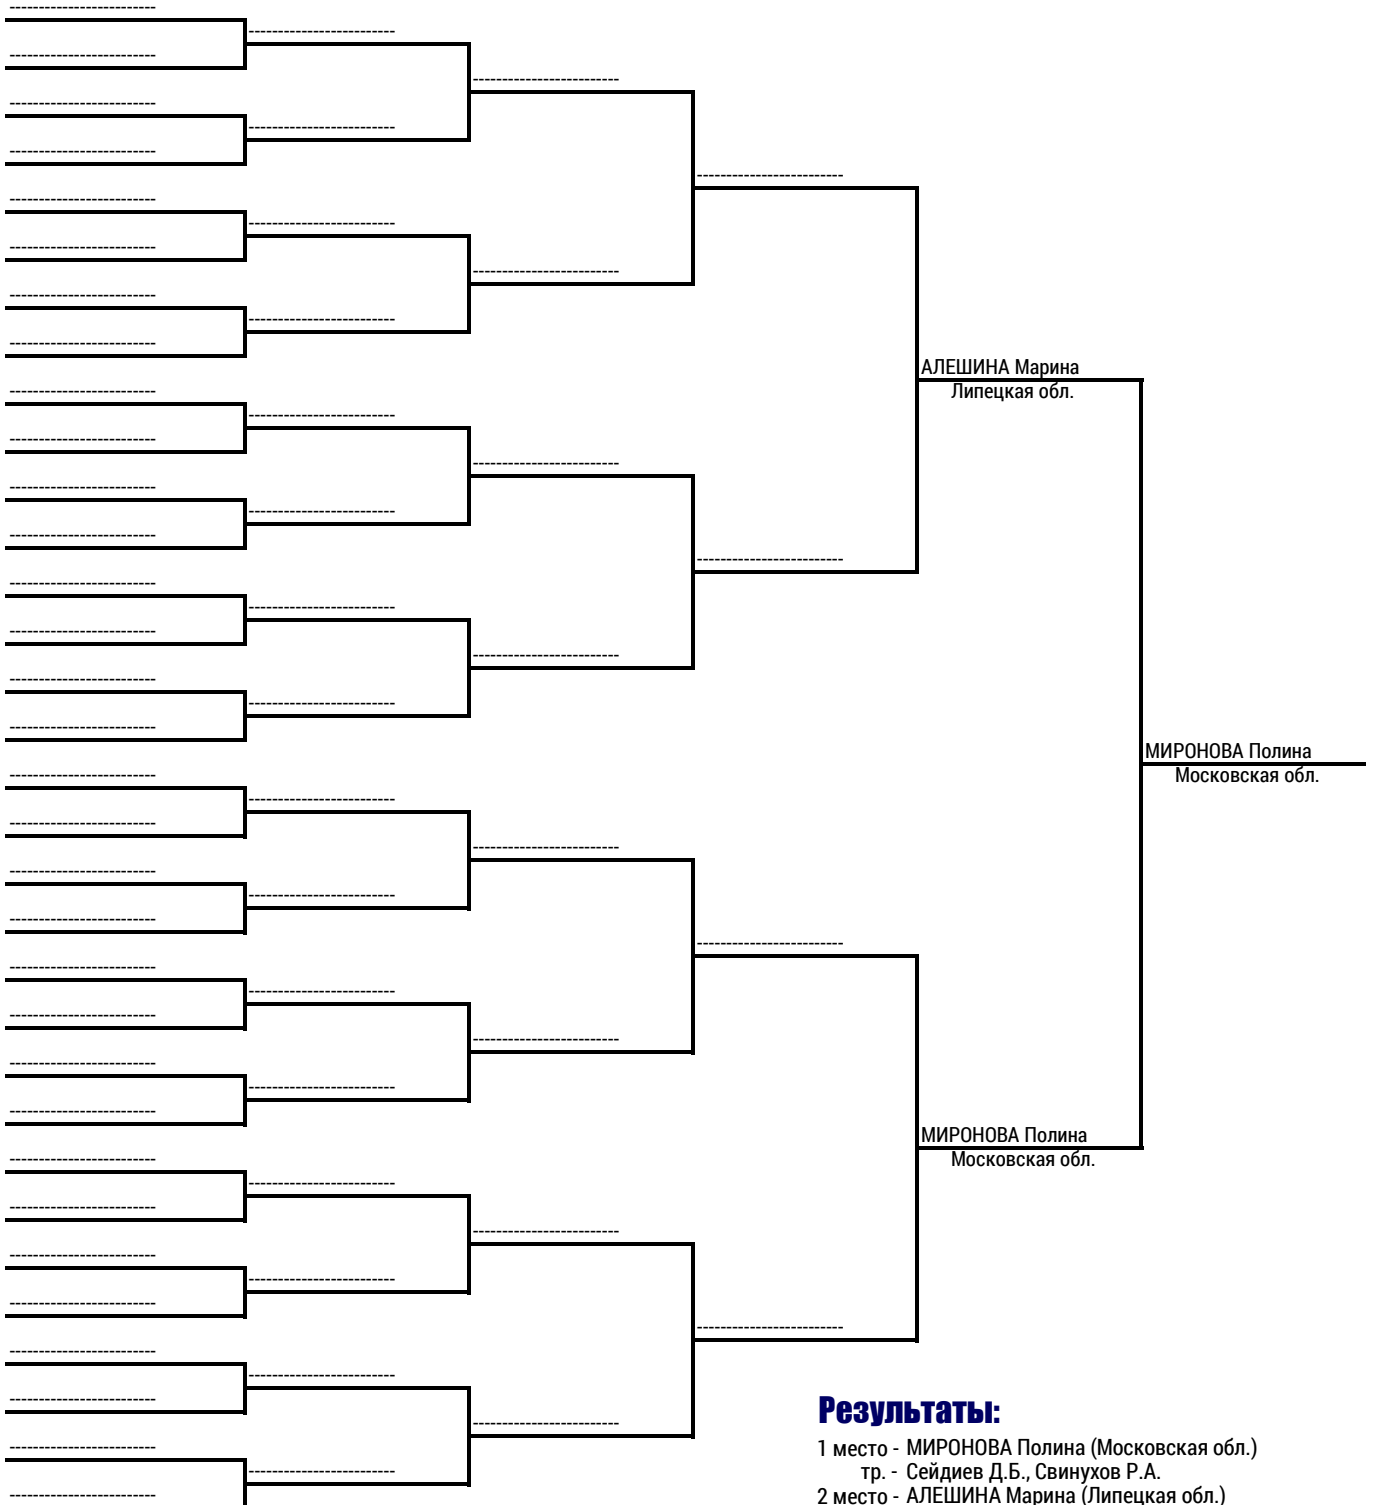 АЛЕШИНА Марина
Липецкая обл.
МИРОНОВА Полина
Московская обл.
МИРОНОВА Полина
Московская обл.
Результаты:
1 место - МИРОНОВА Полина (Московская обл.)
тр. - Сейдиев Д.Б., Свинухов Р.А.
2 место - АЛЕШИНА Марина (Липецкая обл.)